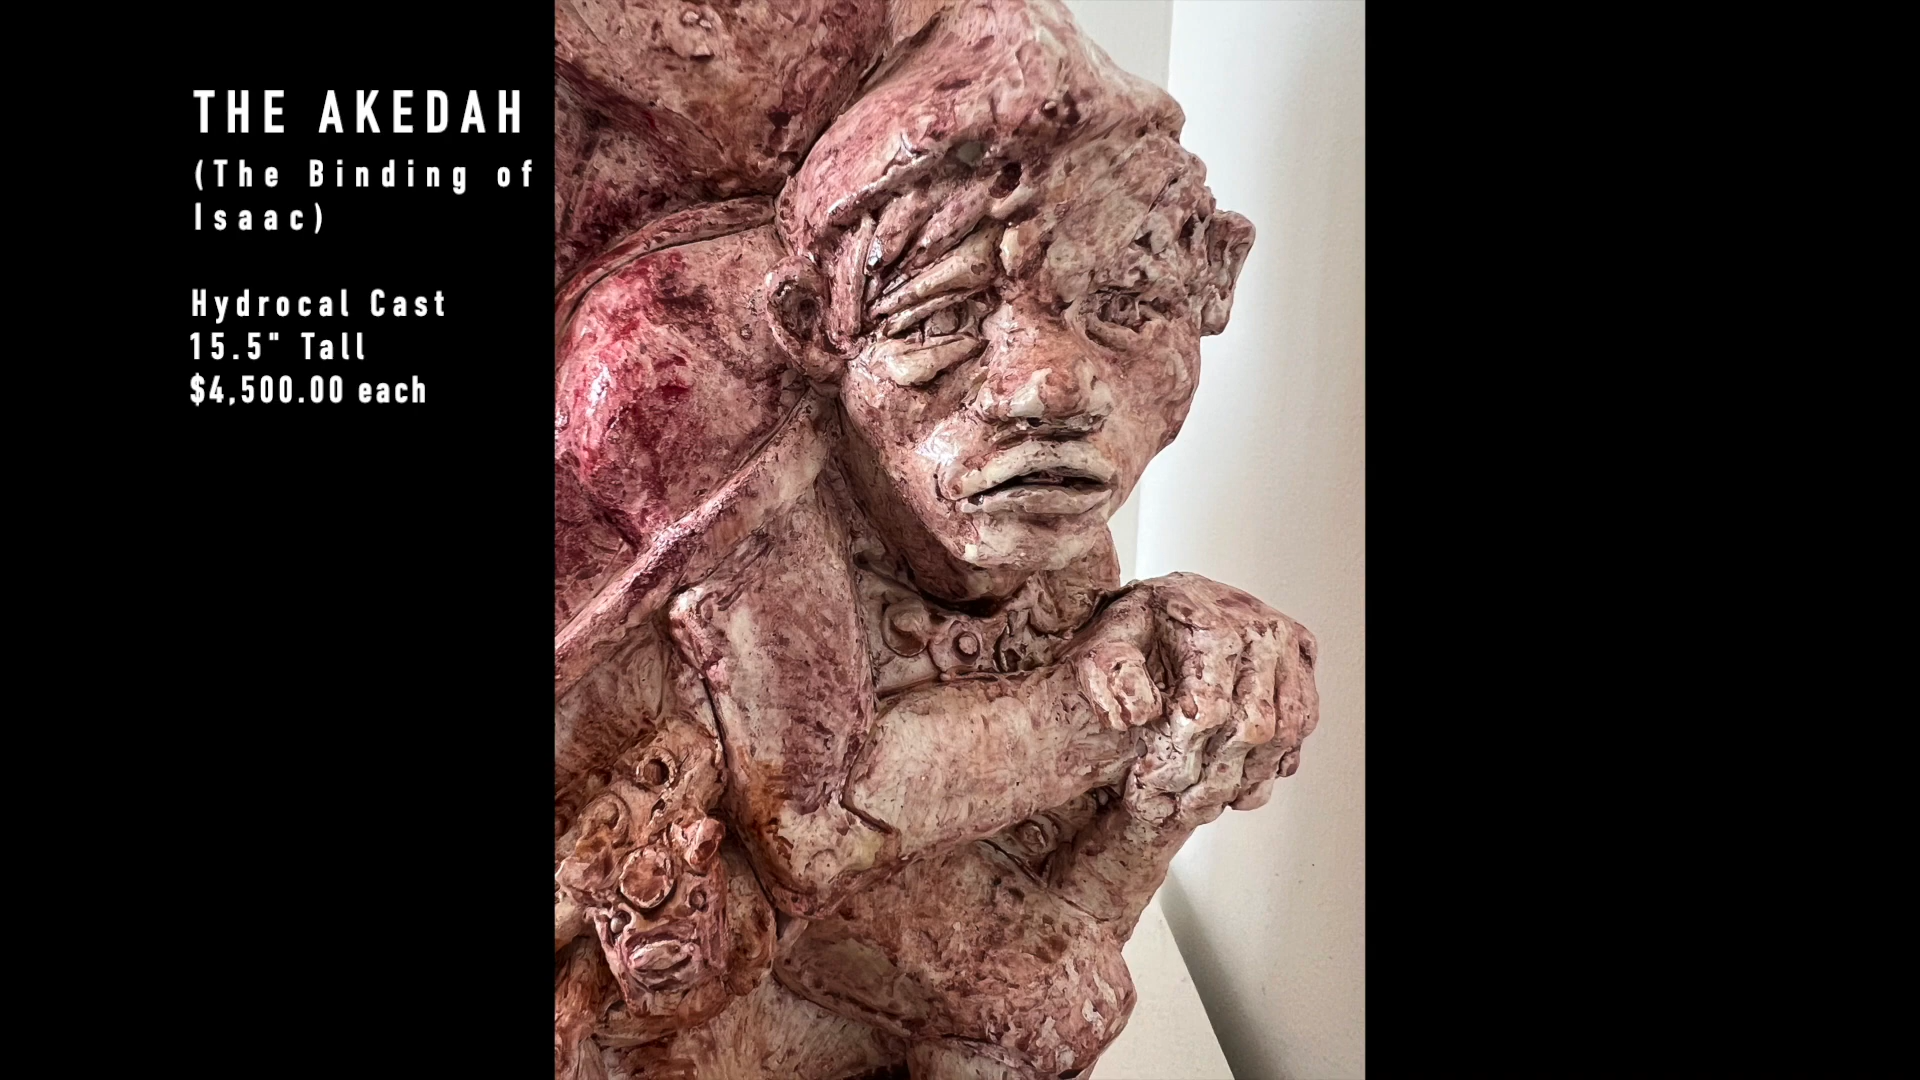 THE AKEDAH
(The Binding of
Isaac)
Hydrocal Cast
15.5" Tall
$4,500.00 each